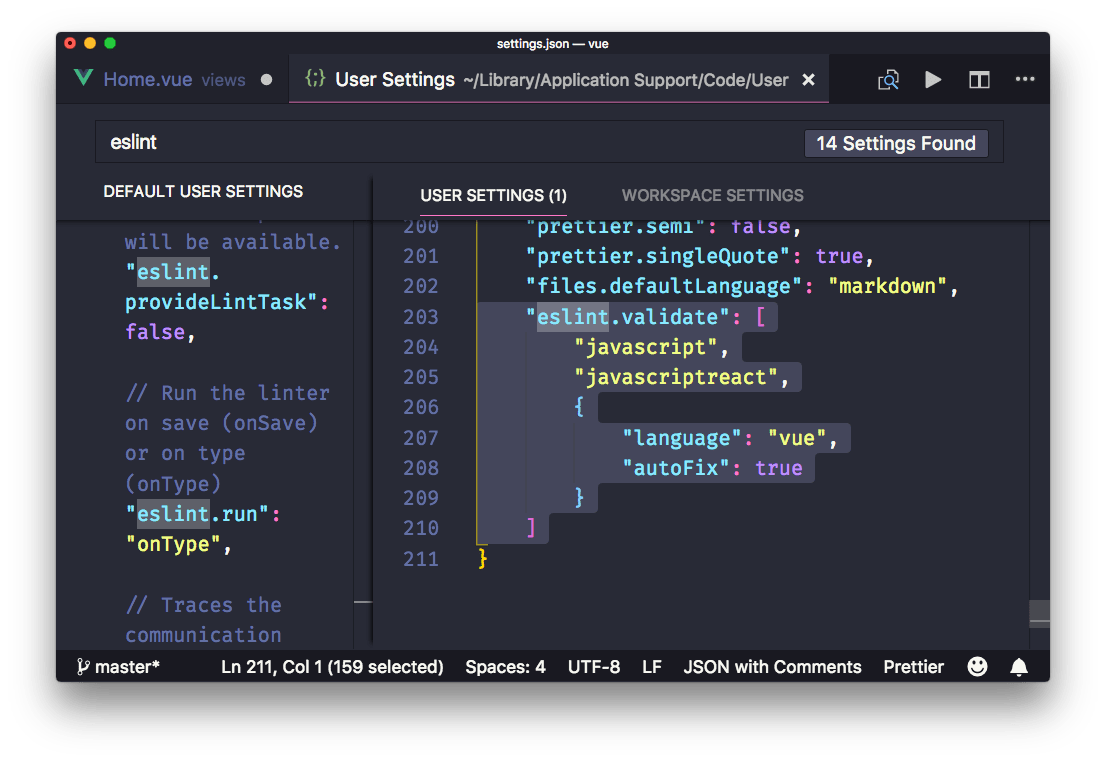 settings.json — vue
Home.vue views
{;} User Settings ~/Library/Application Support/Code/User
eslint
14 Settings Found
DEFAULT USER SETTINGS
will be available.
"eslint.
provideLintTask":
false,
// Run the linter
on save (onSave)
or on type
(onType)
"eslint.run":
"onType",
// Traces the
communication
USER SETTINGS (1)
WORKSPACE SETTINGS
200 "prettier.semi": false,
201 "prettier.singleQuote": true,
202 "files.defaultLanguage": "markdown",
203 "eslint.validate": [
204 "javascript",
205 "javascriptreact",
206 {
207 "language": "vue",
208 "autoFix": true
209 }
210 ]
211 }
master* Ln 211, Col 1 (159 selected) Spaces: 4 UTF-8 LF JSON with Comments Prettier